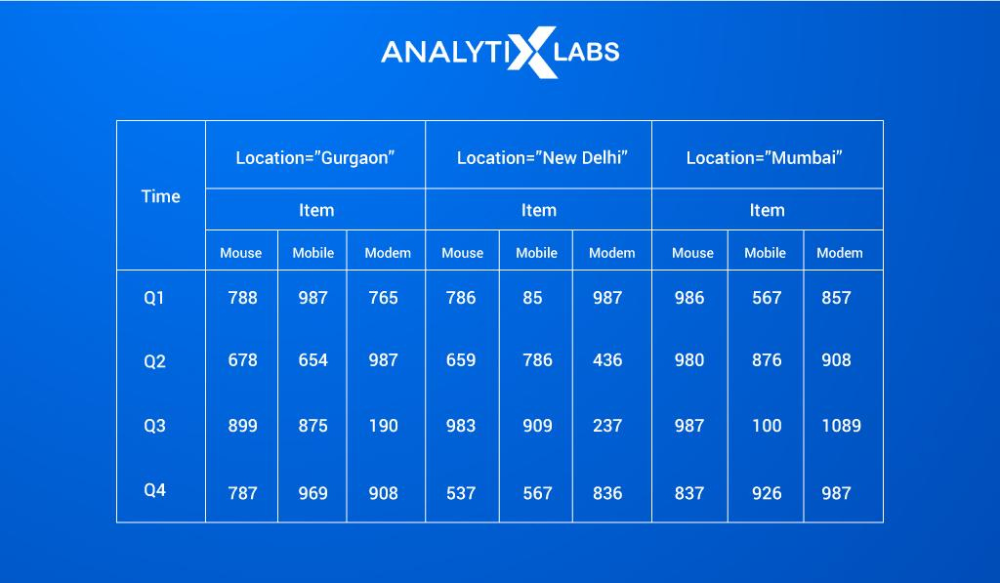 ANALYTIXLABS
Time
Location="Gurgaon" Location="New Delhi" Location="Mumbai"
Item Item Item
Mouse Mobile Modem Mouse Mobile Modem Mouse Mobile Modem
Q1 788 987 765 786 85 987 986 567 857
Q2 678 654 987 659 786 436 980 876 908
Q3 899 875 190 983 909 237 987 100 1089
Q4 787 969 908 537 567 836 837 926 987